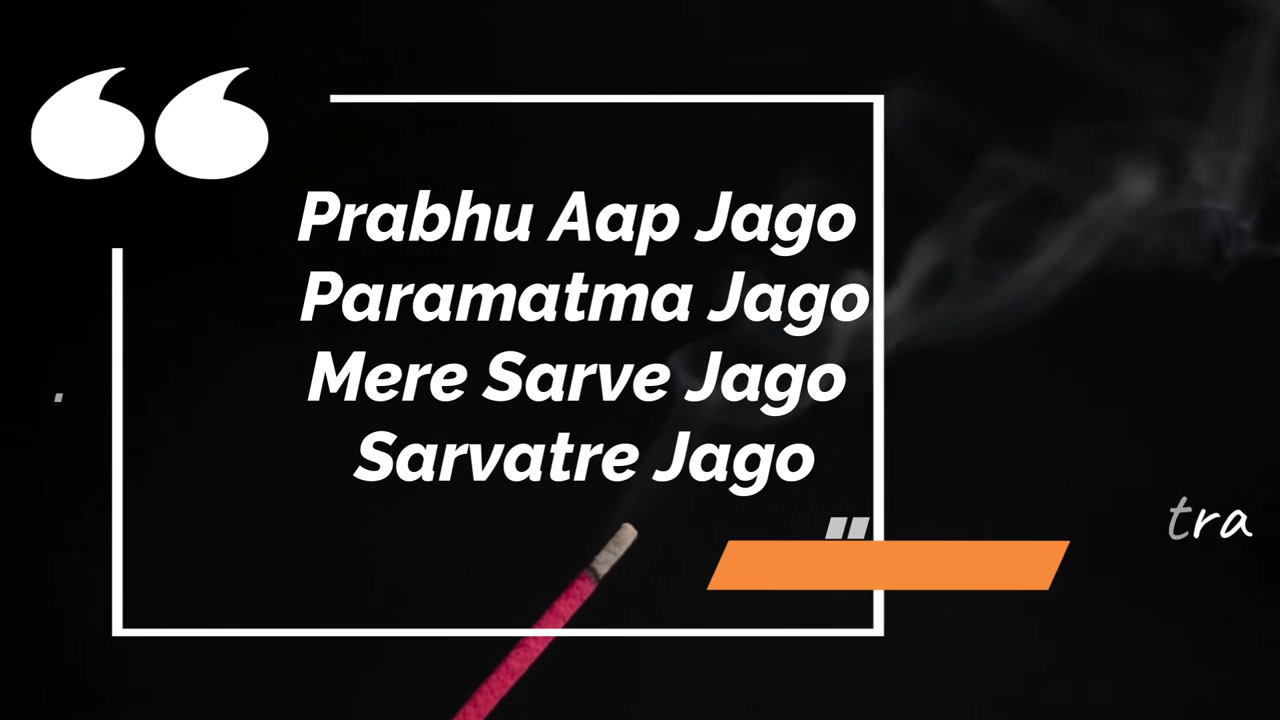 Prabhu Aap Jago
Paramatma Jago
Mere Sarve Jago
Sarvatre Jago
"
tra